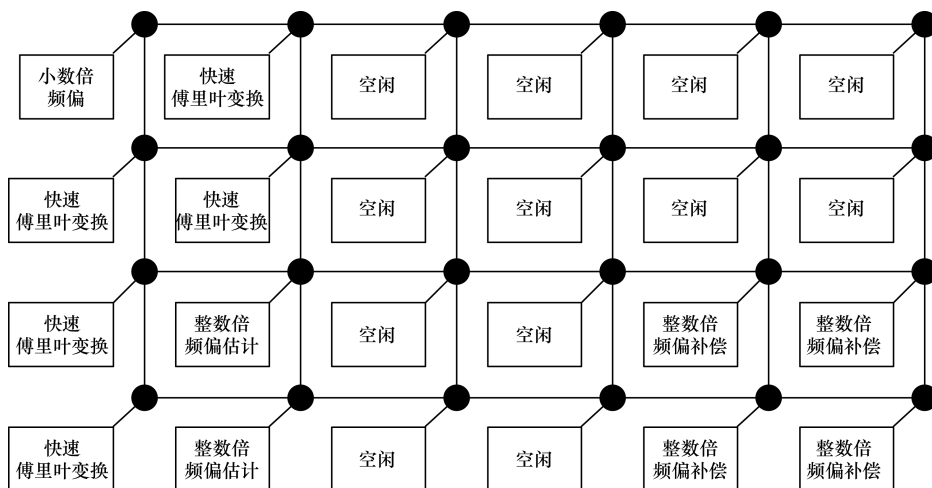 小数倍
频偏
快速
傅里叶变换
空闲
空闲
空闲
空闲
快速
傅里叶变换
快速
傅里叶变换
空闲
空闲
空闲
空闲
快速
傅里叶变换
整数倍
频偏估计
空闲
空闲
整数倍
频偏补偿
整数倍
频偏补偿
快速
傅里叶变换
整数倍
频偏估计
空闲
空闲
整数倍
频偏补偿
整数倍
频偏补偿